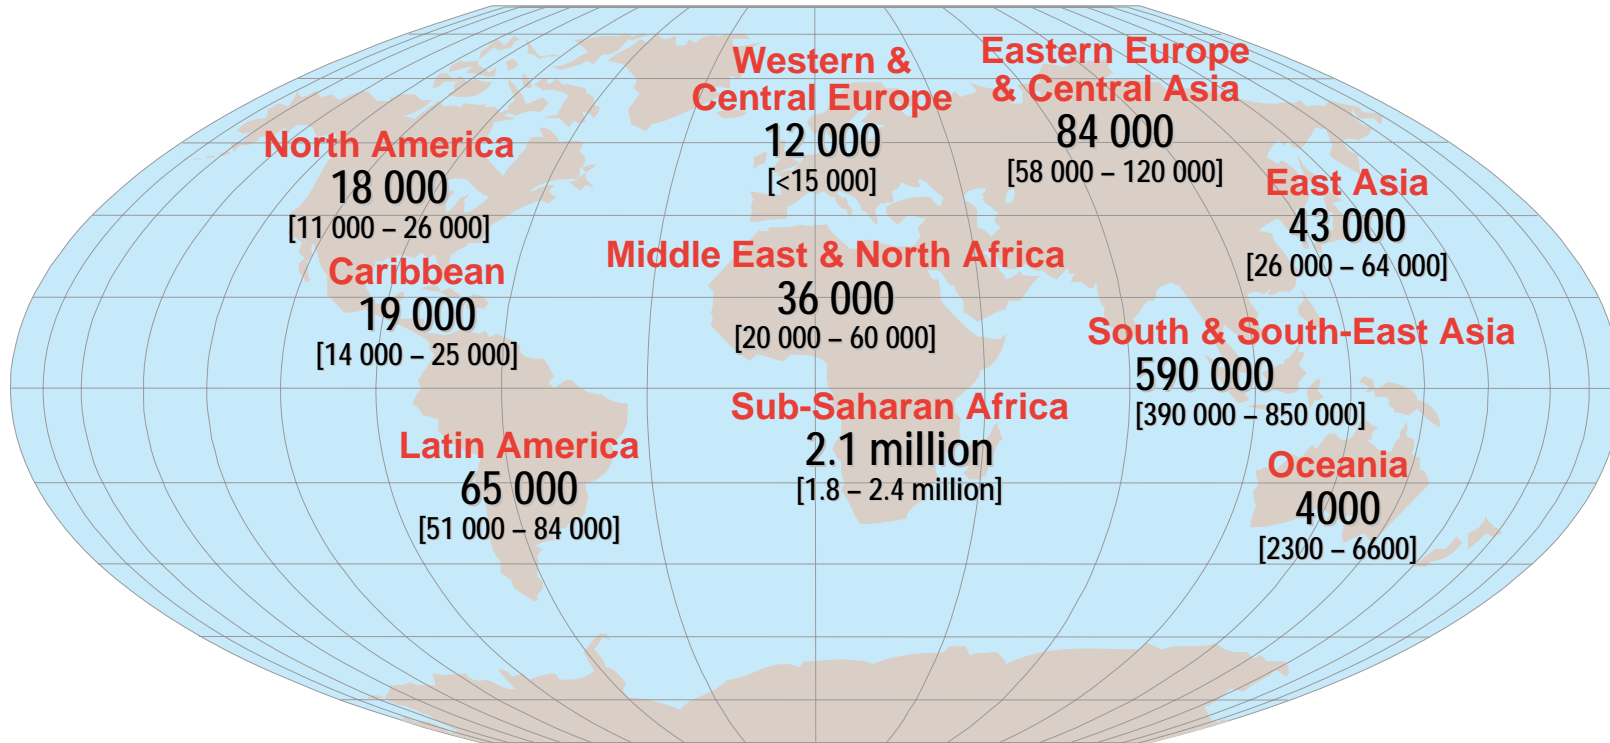 Western &
Central Europe
12 000
[<15 000]
Eastern Europe
& Central Asia
84 000
[58 000 – 120 000]
North America
18 000
[11 000 – 26 000]
East Asia
43 000
[26 000 – 64 000]
Caribbean
19 000
[14 000 – 25 000]
Middle East & North Africa
36 000
[20 000 – 60 000]
South & South-East Asia
590 000
[390 000 – 850 000]
Sub-Saharan Africa
2.1 million
[1.8 – 2.4 million]
Latin America
65 000
[51 000 – 84 000]
Oceania
4000
[2300 – 6600]